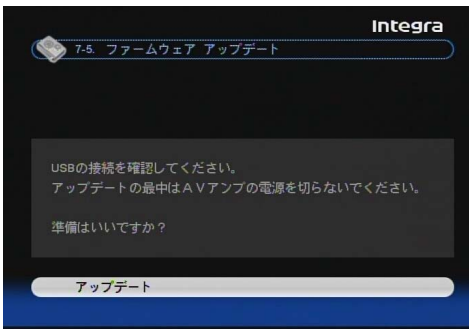 Integra
7-5. ファームウェア アップデート
USBの接続を確認してください。
アップデートの最中はＡＶアンプの電源を切らないでください。
準備はいいですか？
アップデート